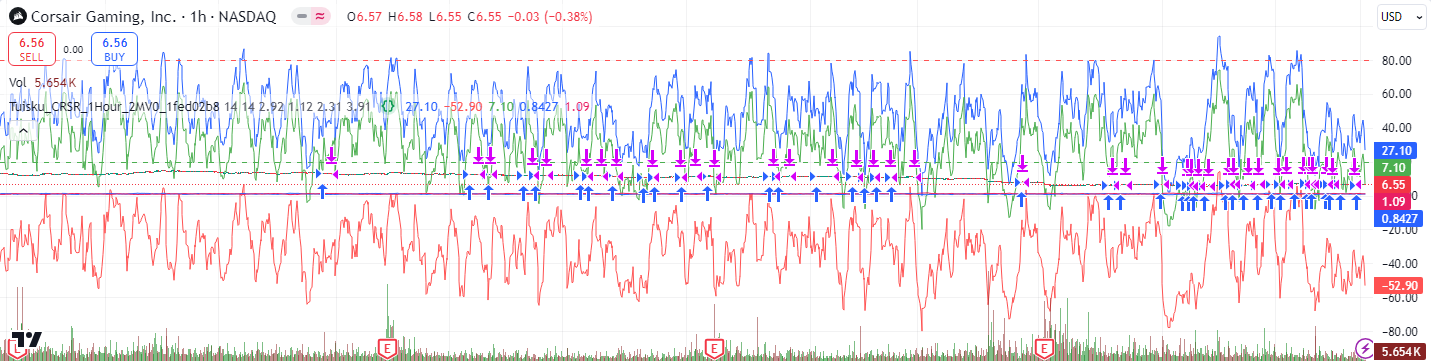 Corsair Gaming, Inc. · 1h · NASDAQ O6.57 H6.58 L6.55 C6.55 −0.03 (−0.38%)
USD
6.56 SELL
0.00
6.56 BUY
Vol 5.654K
Tuisku_CRSR_1Hour_2MV0_1fed02b8 14 14 2.92 1.12 2.31 3.91 27.10 −52.90 7.10 0.8427 1.09
80.00
60.00
40.00
27.10
7.10
6.55
1.09
0.8427
−20.00
−40.00
−52.90
−60.00
−80.00
5.654K
L
E
E
E